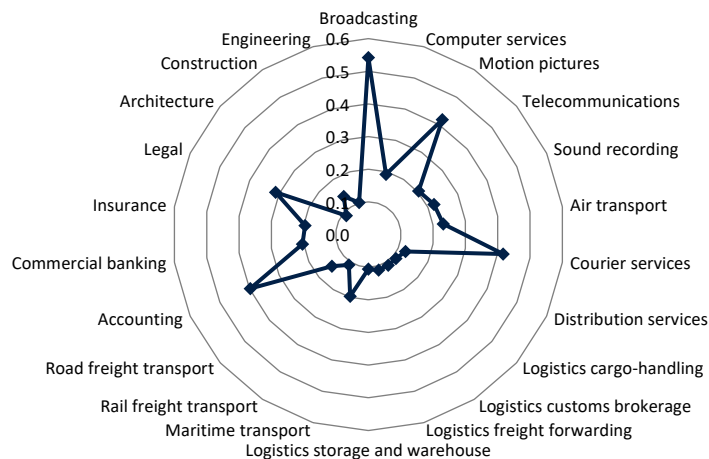 Broadcasting
Engineering
Computer services
Construction
Motion pictures
Architecture
Telecommunications
Legal
Sound recording
Insurance
Air transport
Commercial banking
Courier services
Accounting
Distribution services
Road freight transport
Logistics cargo-handling
Rail freight transport
Logistics customs brokerage
Maritime transport
Logistics freight forwarding
Logistics storage and warehouse
0.6
0.5
0.4
0.3
0.2
0.1
0.0